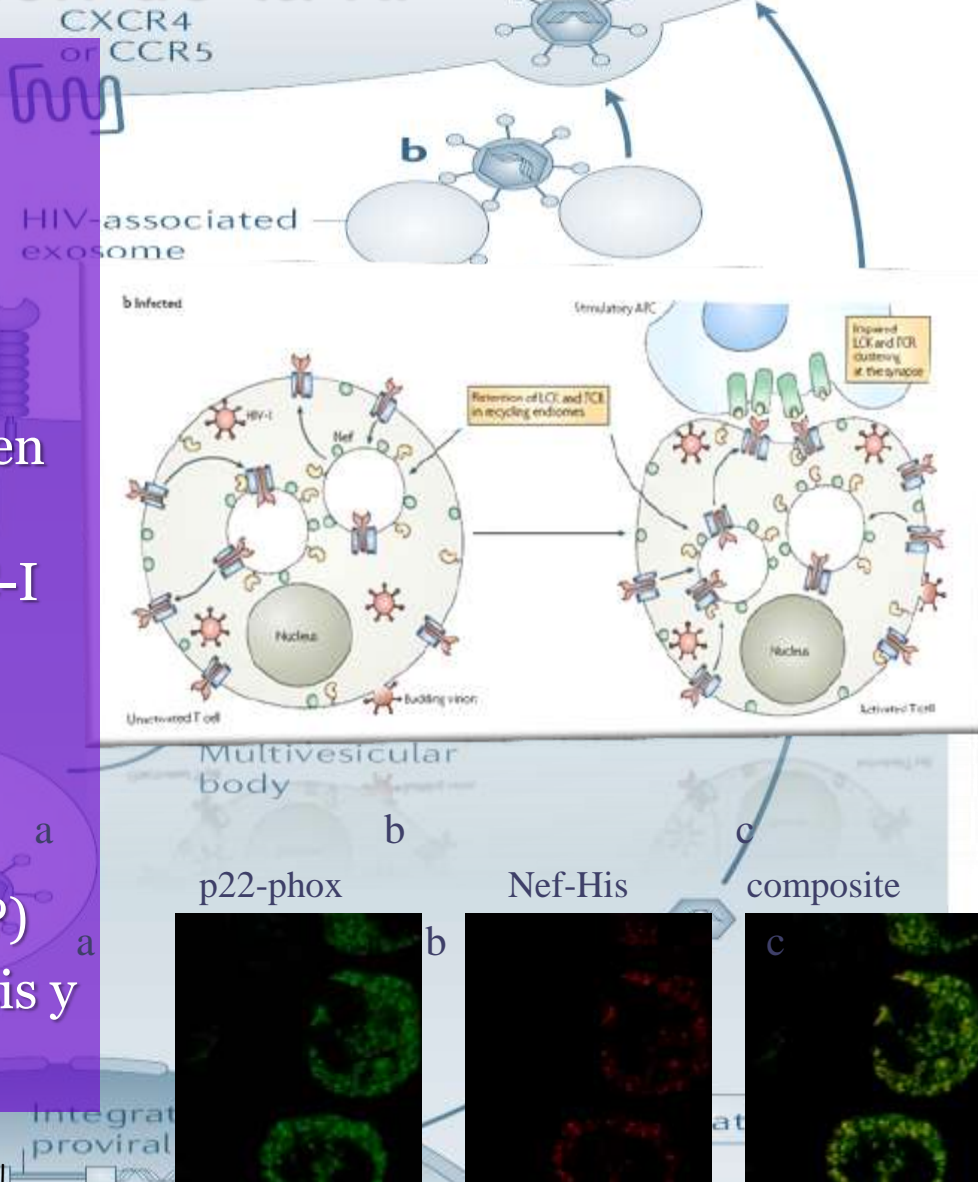 CXCR4
or CCR5
b
HIV-associated
exosome
b Infected
Stimulatory APC
Impaired
LCK and TCR
clustering
at the synapse
Retention of LCK and TCR
in recycling endosomes
HIV-1
Nef
en
-I
Nucleus
Nucleus
Budding virion
Unactivated T cell
Activated T cell
Multivesicular
body
a
b
c
p22-phox
Nef-His
composite
?)
a
b
c
is y
Integrat
proviral
at